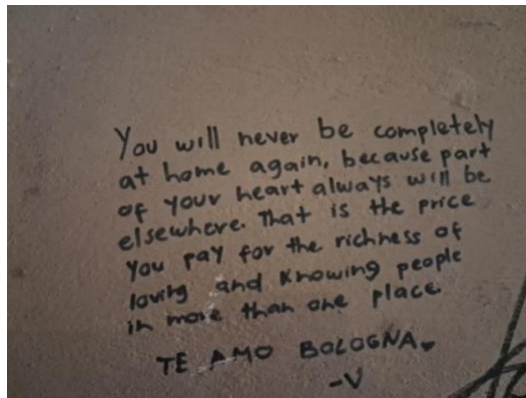 You will never be completely
at home again, because part
of your heart always will be
elsewhere. That is the price
you pay for the richness of
loving and knowing people
in more than one place.
TE AMO BOLOGNA♥
-V